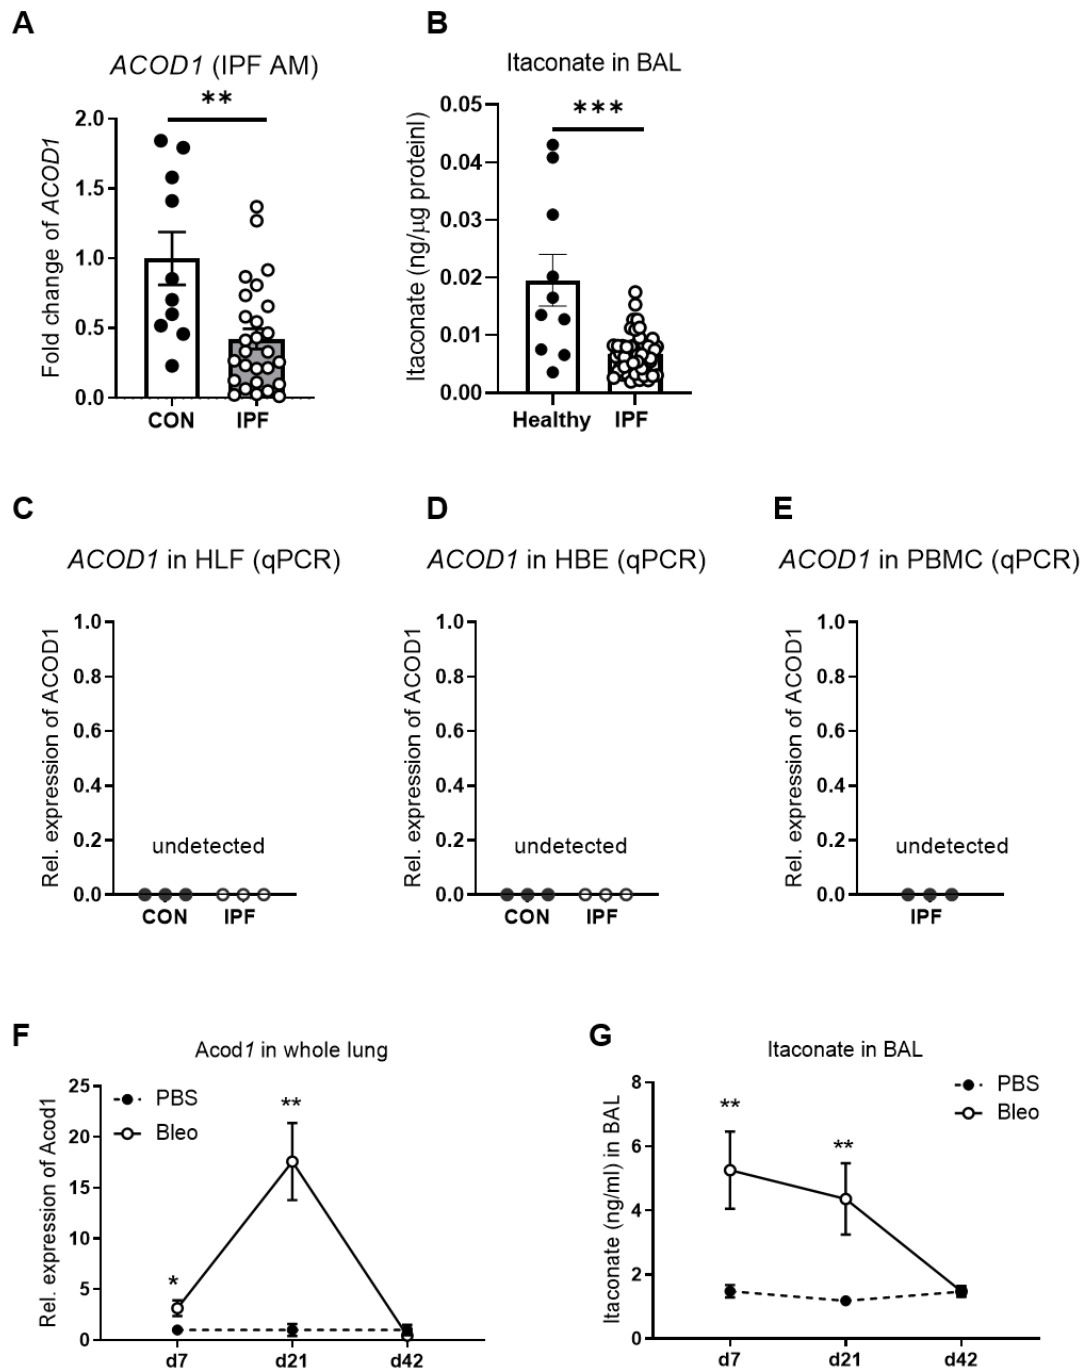 A
ACOD1 (IPF AM)
**
Fold change of ACOD1
2.0
1.5
1.0
0.5
0.0
CON
IPF
B
Itaconate in BAL
***
Itaconate (ng/µg proteinl)
0.05
0.04
0.03
0.02
0.01
0.00
Healthy
IPF
C
ACOD1 in HLF (qPCR)
Rel. expression of ACOD1
1.0
0.8
0.6
0.4
0.2
0.0
undetected
CON
IPF
D
ACOD1 in HBE (qPCR)
Rel. expression of ACOD1
1.0
0.8
0.6
0.4
0.2
0.0
undetected
CON
IPF
E
ACOD1 in PBMC (qPCR)
Rel. expression of ACOD1
1.0
0.8
0.6
0.4
0.2
0.0
undetected
IPF
F
Acod1 in whole lung
Rel. expression of Acod1
25
20
15
10
5
0
PBS
Bleo
*
**
d7
d21
d42
G
Itaconate in BAL
Itaconate (ng/ml) in BAL
8
6
4
2
0
PBS
Bleo
**
**
d7
d21
d42